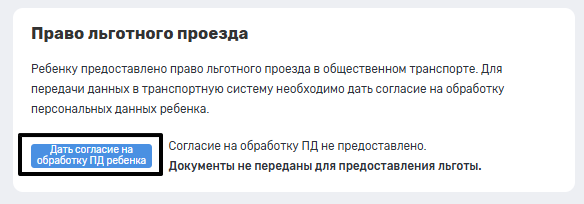 Право льготного проезда
Ребенку предоставлено право льготного проезда в общественном транспорте. Для
передачи данных в транспортную систему необходимо дать согласие на обработку
персональных данных ребенка.
Дать согласие на
обработку ПД ребенка
Согласие на обработку ПД не предоставлено.
Документы не переданы для предоставления льготы.